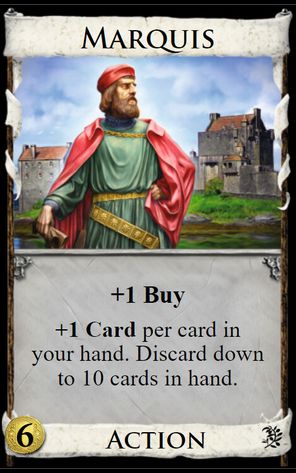 MARQUIS
+1 Buy
+1 Card per card in
your hand. Discard down
to 10 cards in hand.
6
ACTION